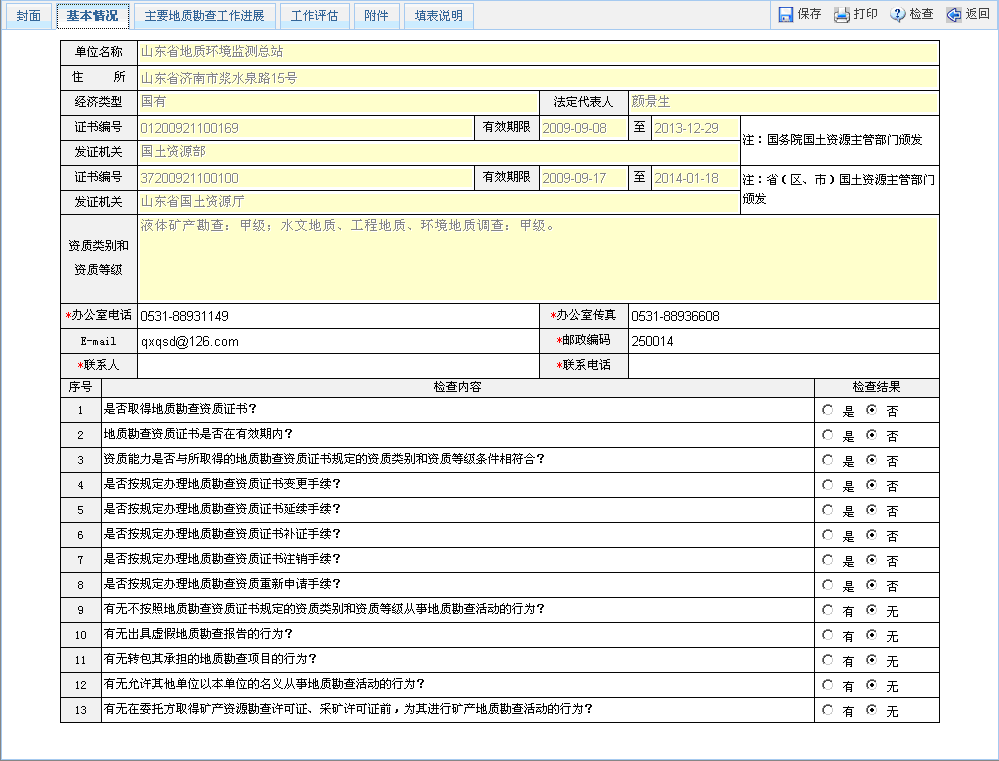 封面 基本情况 主要地质勘查工作进展 工作评估 附件 填表说明 保存 打印 检查 返回
单位名称 山东省地质环境监测总站
住 所 山东省济南市浆水泉路15号
经济类型 国有 法定代表人 颜景生
证书编号 01200921100169 有效期限 2009-09-08 至 2013-12-29 注：国务院国土资源主管部门颁发
发证机关 国土资源部
证书编号 37200921100100 有效期限 2009-09-17 至 2014-01-18 注：省（区、市）国土资源主管部门
颁发
发证机关 山东省国土资源厅
资质类别和
资质等级
液体矿产勘查：甲级；水文地质、工程地质、环境地质调查：甲级。
*办公室电话 0531-88931149 *办公室传真 0531-88936608
E-mail qxqsd@126.com *邮政编码 250014
*联系人 *联系电话
序号 检查内容 检查结果
1 是否取得地质勘查资质证书？ 是 否
2 地质勘查资质证书是否在有效期内？ 是 否
3 资质能力是否与所取得的地质勘查资质证书规定的资质类别和资质等级条件相符合？ 是 否
4 是否按规定办理地质勘查资质证书变更手续？ 是 否
5 是否按规定办理地质勘查资质证书延续手续？ 是 否
6 是否按规定办理地质勘查资质证书补证手续？ 是 否
7 是否按规定办理地质勘查资质证书注销手续？ 是 否
8 是否按规定办理地质勘查资质重新申请手续？ 是 否
9 有无不按照地质勘查资质证书规定的资质类别和资质等级从事地质勘查活动的行为？ 有 无
10 有无出具虚假地质勘查报告的行为？ 有 无
11 有无转包其承担的地质勘查项目的行为？ 有 无
12 有无允许其他单位以本单位的名义从事地质勘查活动的行为？ 有 无
13 有无在委托方取得矿产资源勘查许可证、采矿许可证前，为其进行矿产地质勘查活动的行为？ 有 无